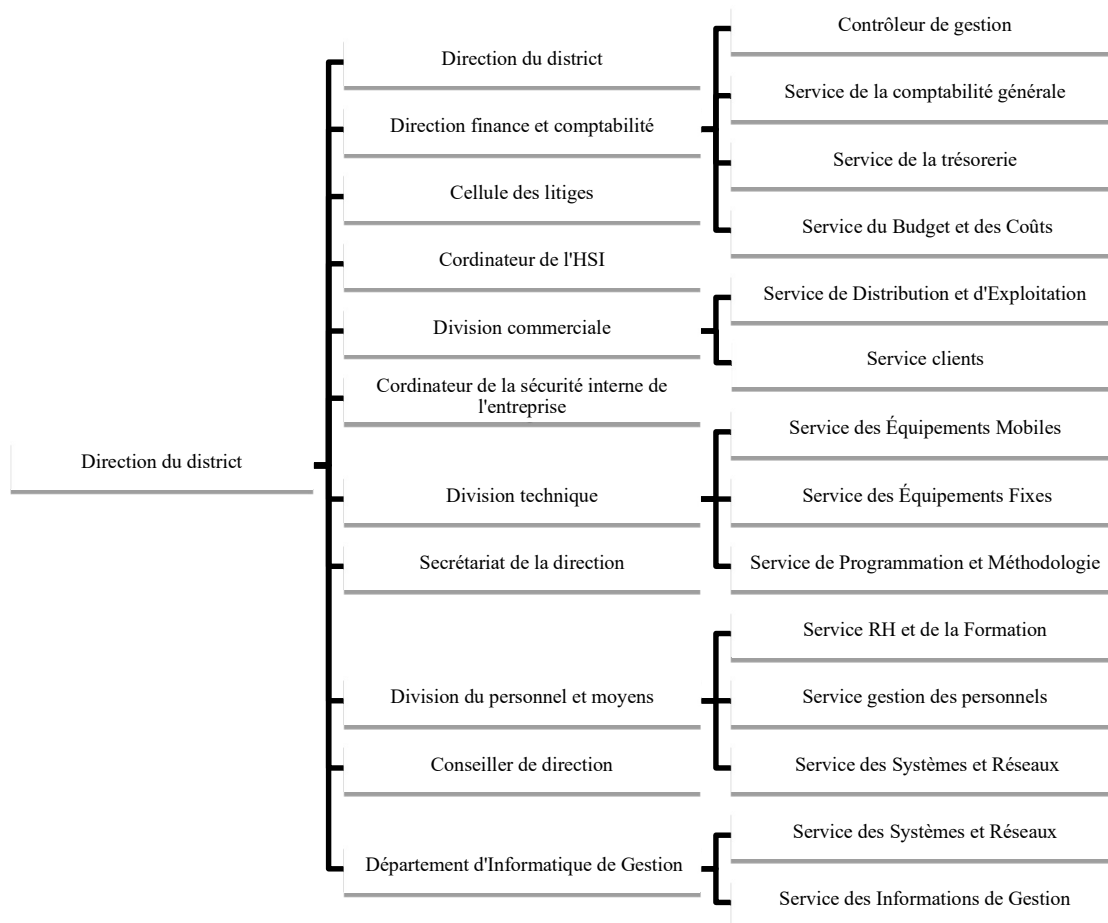 Direction du district
Direction du district
Direction finance et comptabilité
Contrôleur de gestion
Service de la comptabilité générale
Service de la trésorerie
Service du Budget et des Coûts
Cellule des litiges
Cordinateur de l'HSI
Division commerciale
Service de Distribution et d'Exploitation
Service clients
Cordinateur de la sécurité interne de
l'entreprise
Division technique
Service des Équipements Mobiles
Service des Équipements Fixes
Service de Programmation et Méthodologie
Secrétariat de la direction
Division du personnel et moyens
Service RH et de la Formation
Service gestion des personnels
Service des Systèmes et Réseaux
Conseiller de direction
Département d'Informatique de Gestion
Service des Systèmes et Réseaux
Service des Informations de Gestion